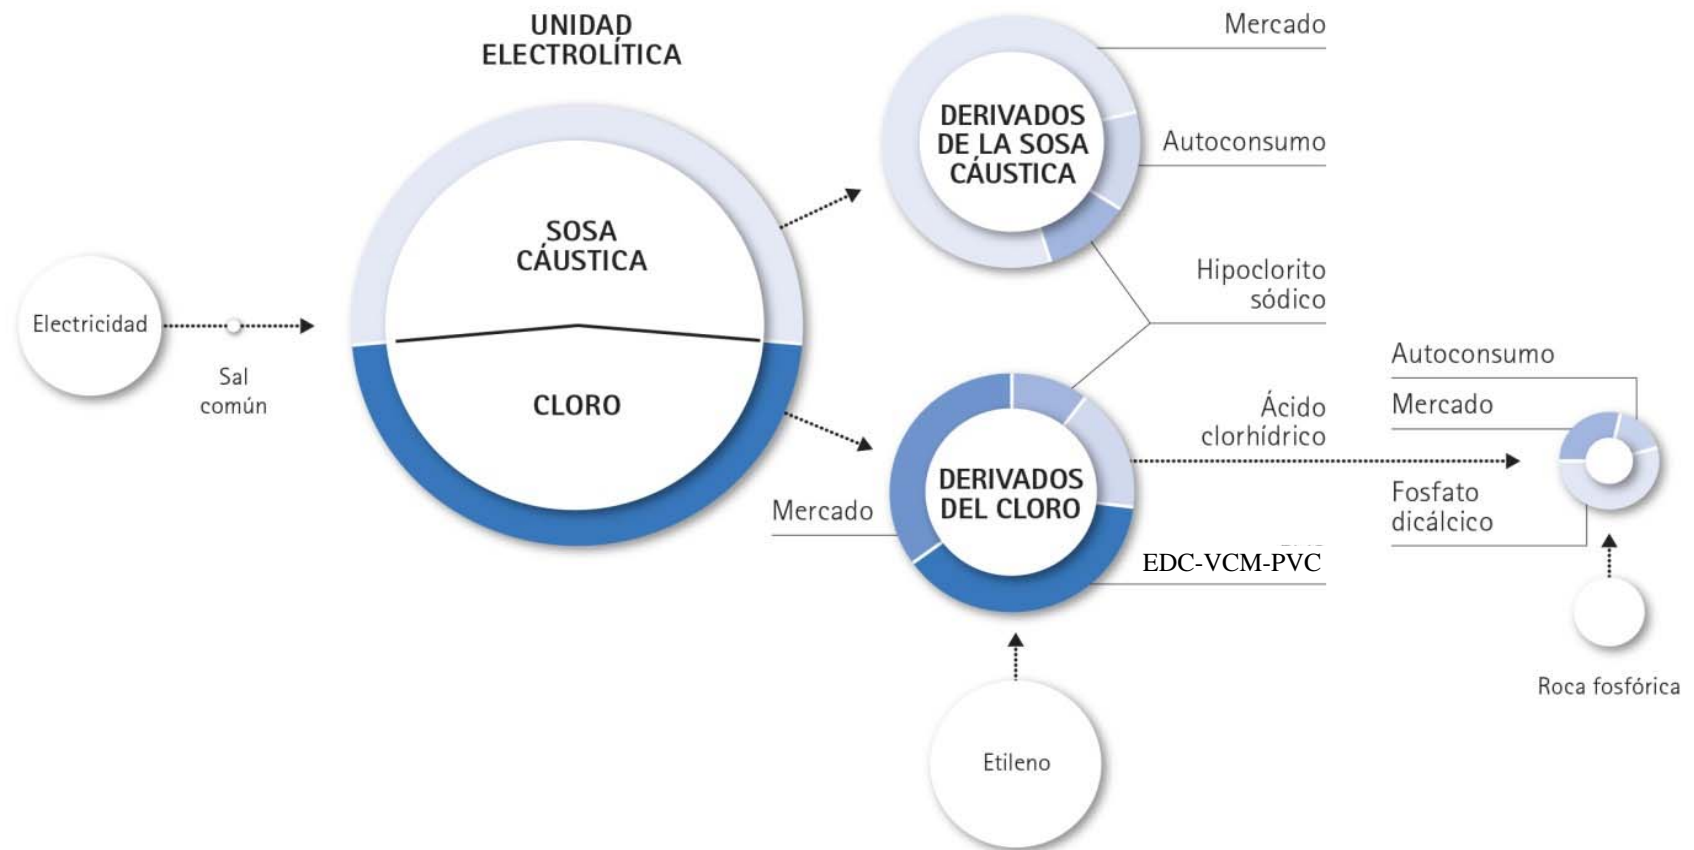 UNIDAD
ELECTROLÍTICA
SOSA
CÁUSTICA
CLORO
Electricidad
Sal
común
DERIVADOS
DE LA SOSA
CÁUSTICA
Mercado
Autoconsumo
Hipoclorito
sódico
DERIVADOS
DEL CLORO
Mercado
Ácido
clorhídrico
EDC-VCM-PVC
Etileno
Autoconsumo
Mercado
Fosfato
dicálcico
Roca fosfórica